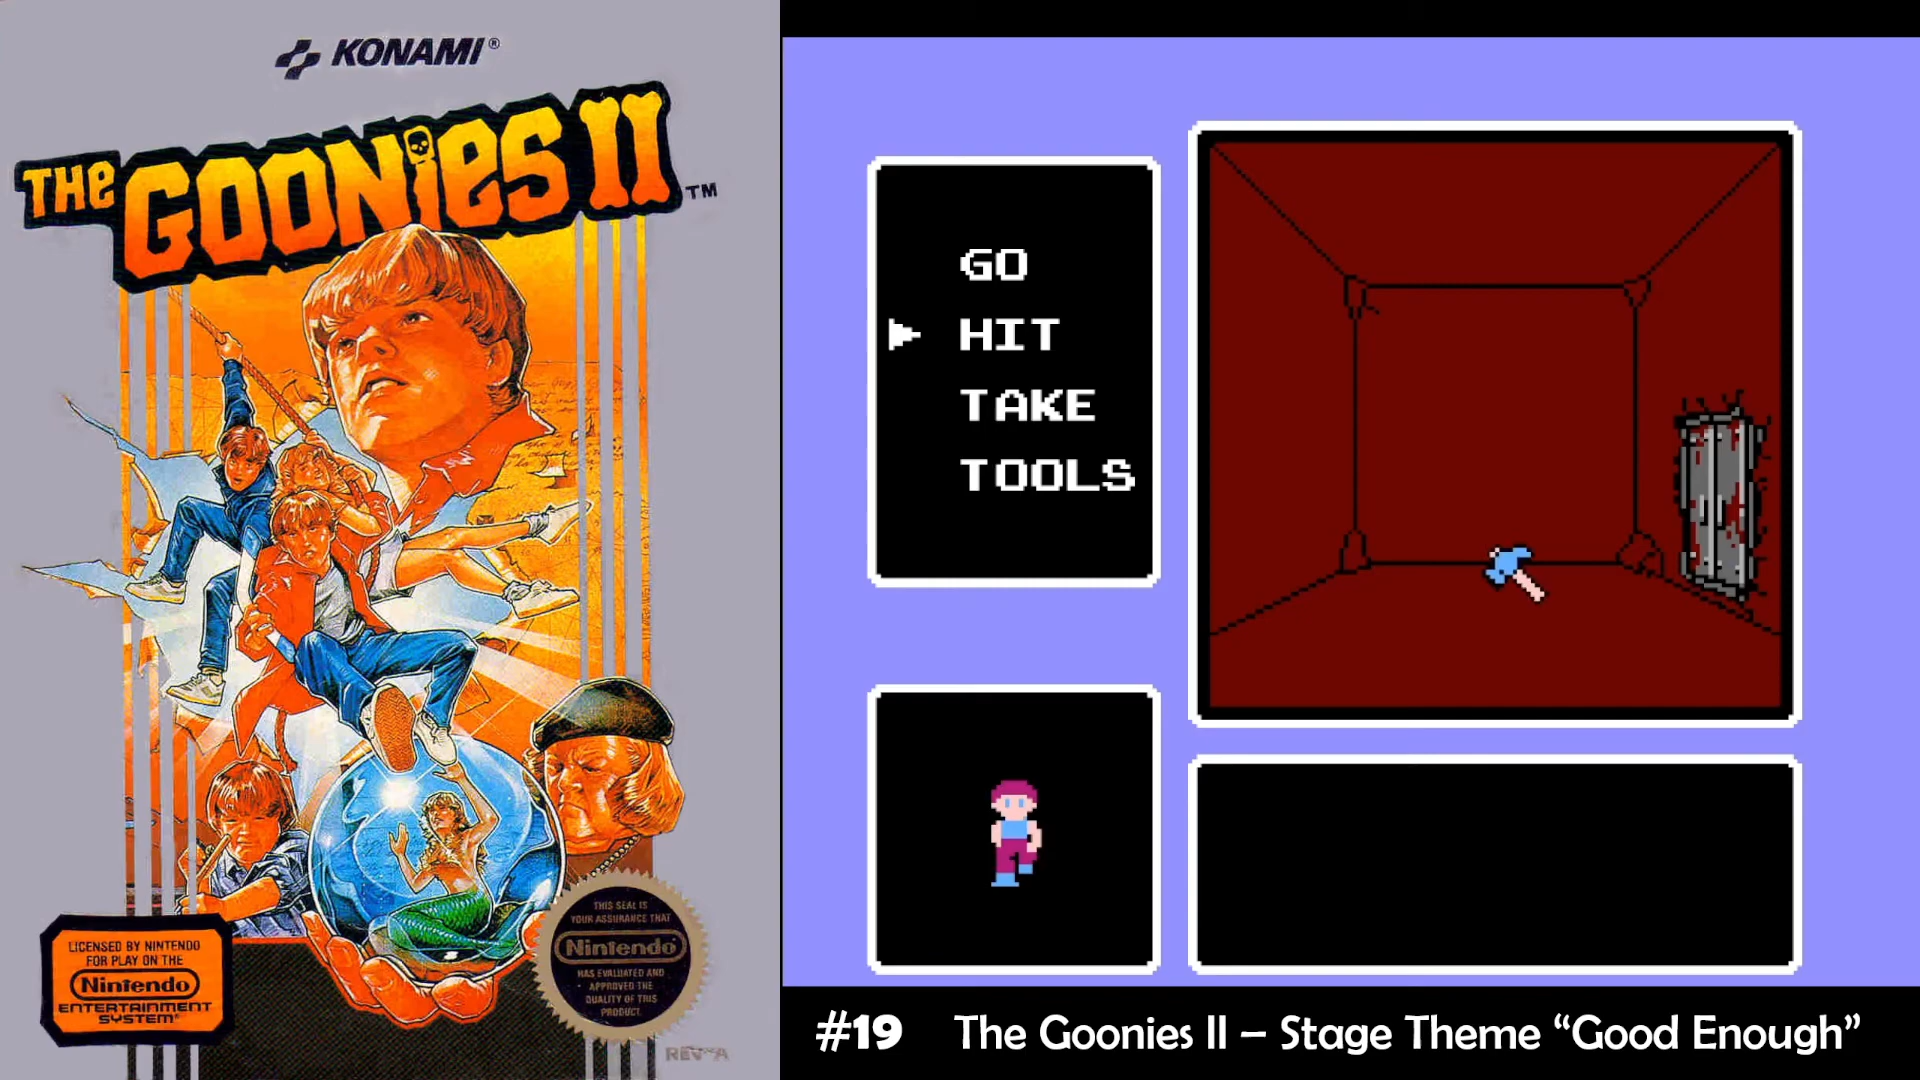 KONAMI®
THE GOONIES II ™
LICENSED BY NINTENDO
FOR PLAY ON THE
Nintendo
ENTERTAINMENT
SYSTEM®
THIS SEAL IS
YOUR ASSURANCE THAT
Nintendo
HAS EVALUATED AND
APPROVED THE
QUALITY OF THIS
PRODUCT.
REV-A
GO
HIT
TAKE
TOOLS
#19 The Goonies II – Stage Theme “Good Enough”